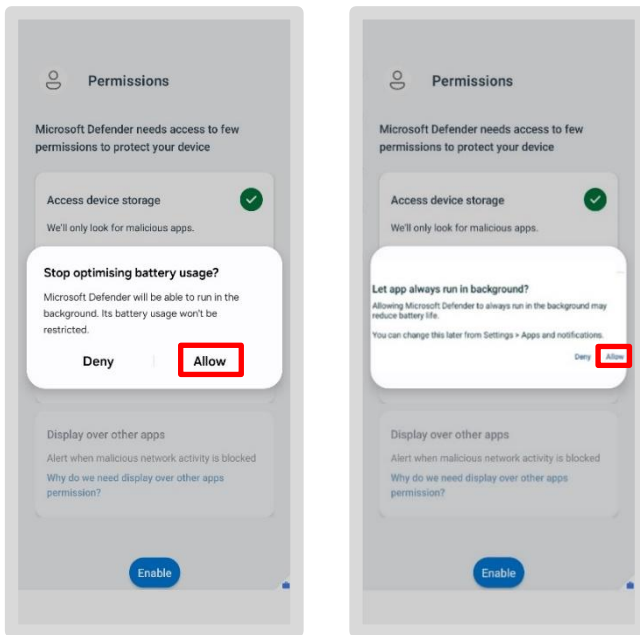 Permissions
Microsoft Defender needs access to few
permissions to protect your device
Access device storage
We'll only look for malicious apps.
Stop optimising battery usage?
Microsoft Defender will be able to run in the
background. Its battery usage won't be
restricted.
Deny
Allow
Display over other apps
Alert when malicious network activity is blocked
Why do we need display over other apps
permission?
Enable
Permissions
Microsoft Defender needs access to few
permissions to protect your device
Access device storage
We'll only look for malicious apps.
Let app always run in background?
Allowing Microsoft Defender to always run in the background may
reduce battery life.
You can change this later from Settings > Apps and notifications.
Deny
Allow
Display over other apps
Alert when malicious network activity is blocked
Why do we need display over other apps
permission?
Enable